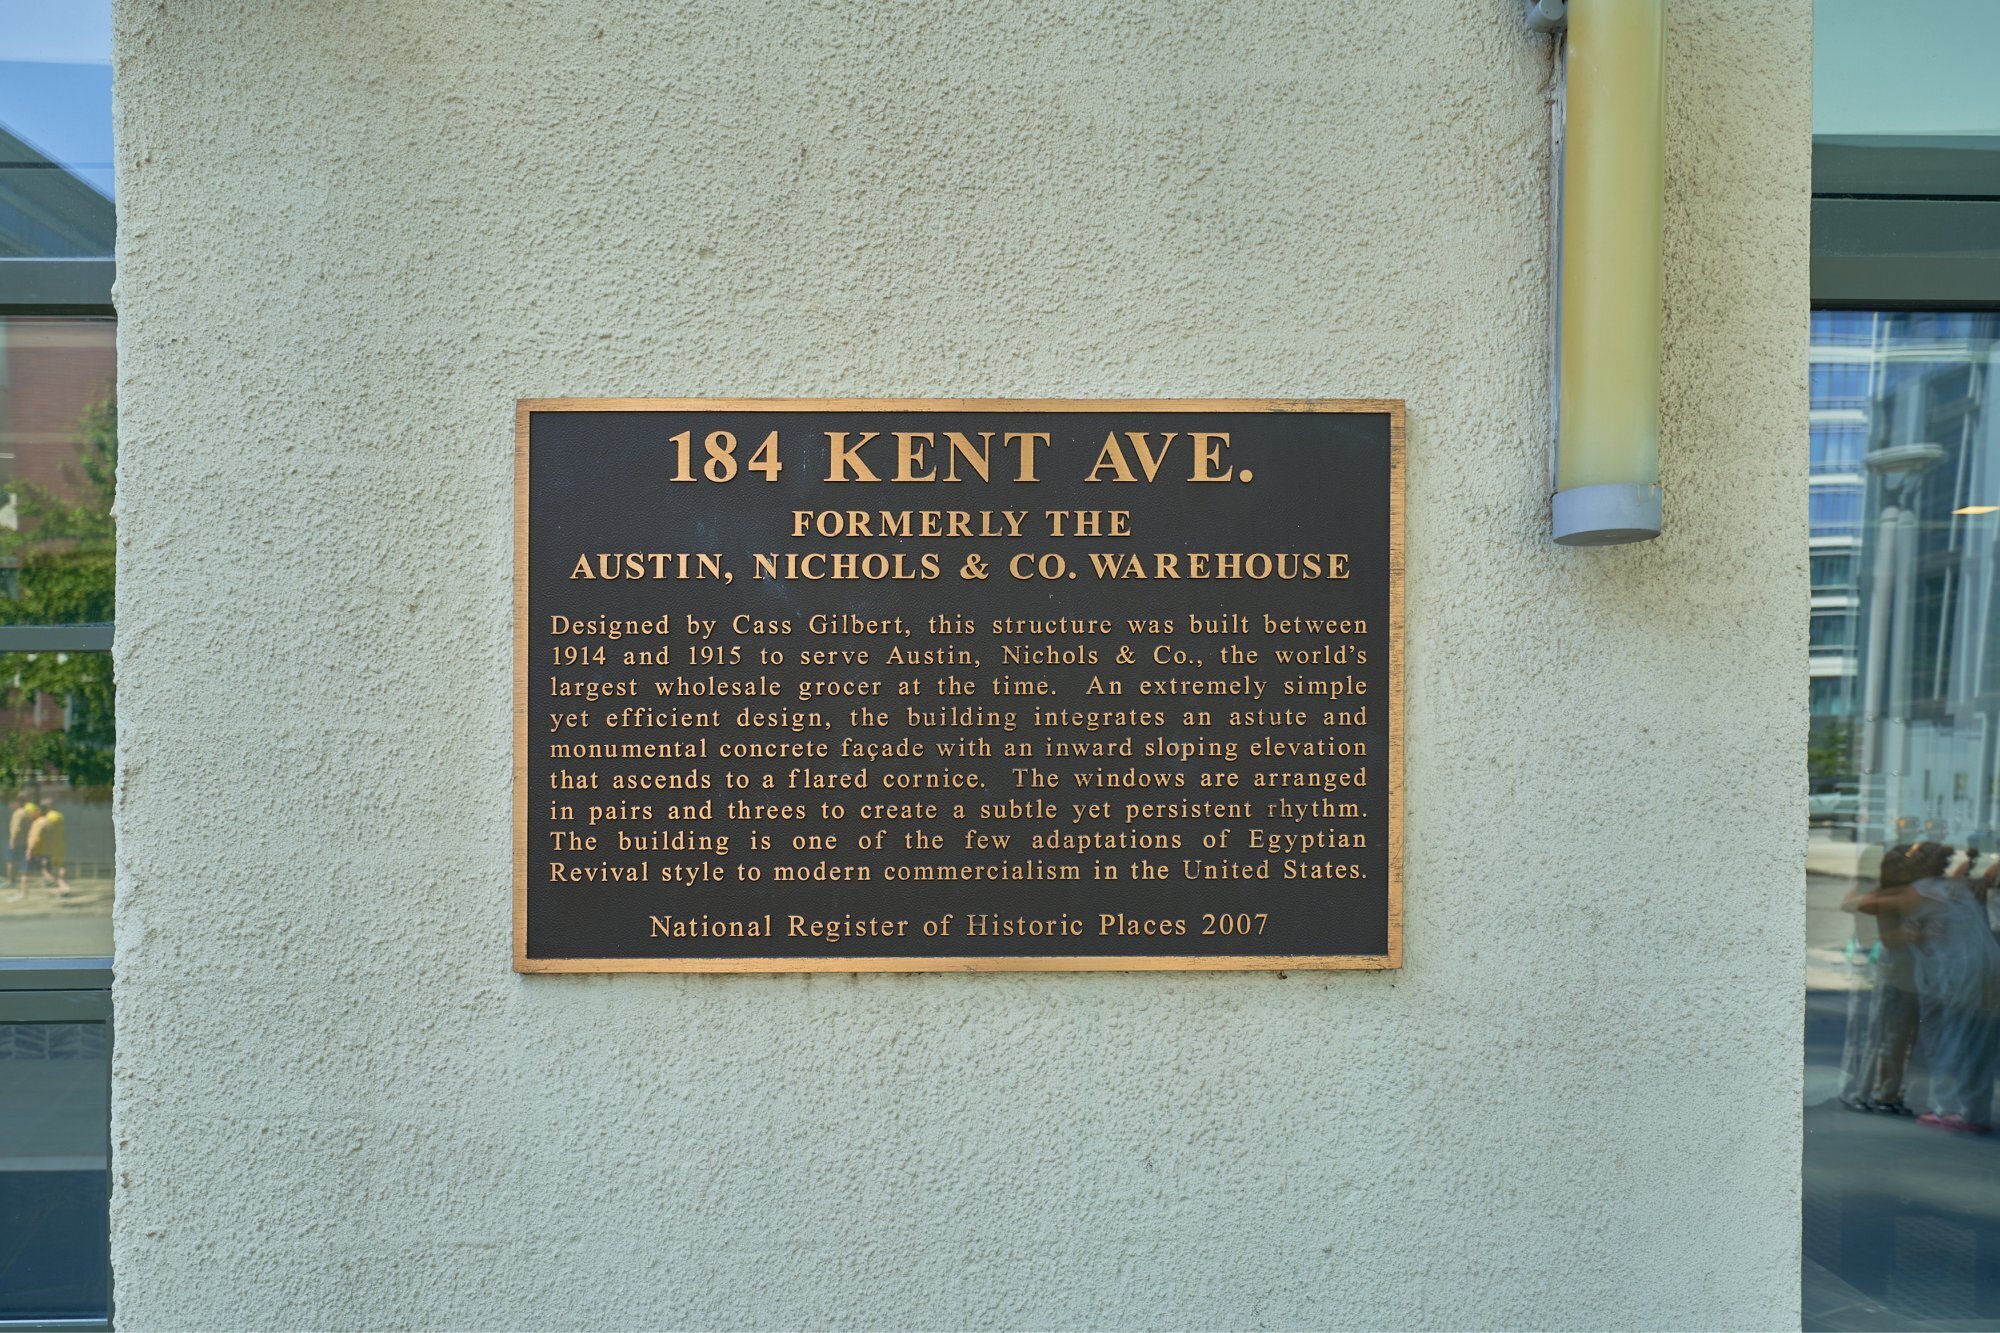 184 KENT AVE.
FORMERLY THE
AUSTIN, NICHOLS & CO. WAREHOUSE
Designed by Cass Gilbert, this structure was built between
1914 and 1915 to serve Austin, Nichols & Co., the world's
largest wholesale grocer at the time. An extremely simple
yet efficient design, the building integrates an astute and
monumental concrete façade with an inward sloping elevation
that ascends to a flared cornice. The windows are arranged
in pairs and threes to create a subtle yet persistent rhythm.
The building is one of the few adaptations of Egyptian
Revival style to modern commercialism in the United States.
National Register of Historic Places 2007